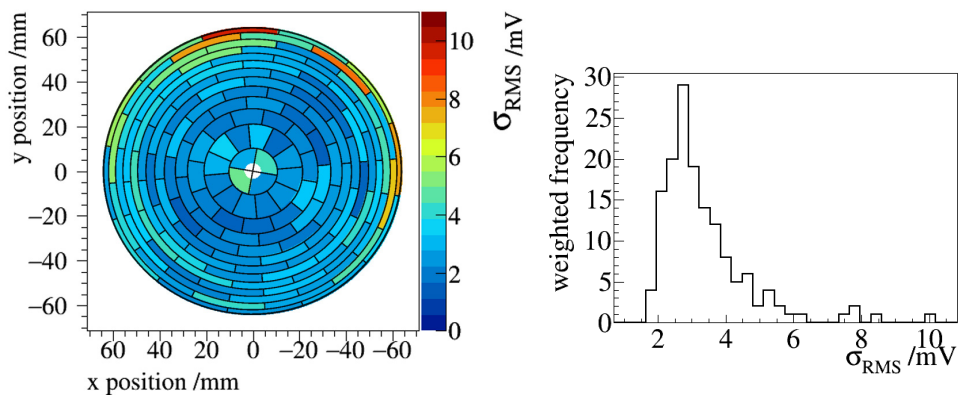 y position /mm
60
40
20
0
−20
−40
−60
60 40 20 0 −20 −40 −60
x position /mm
10
8
6
4
2
0
σRMS /mV
weighted frequency
30
25
20
15
10
5
0
2 4 6 8 10
σRMS /mV